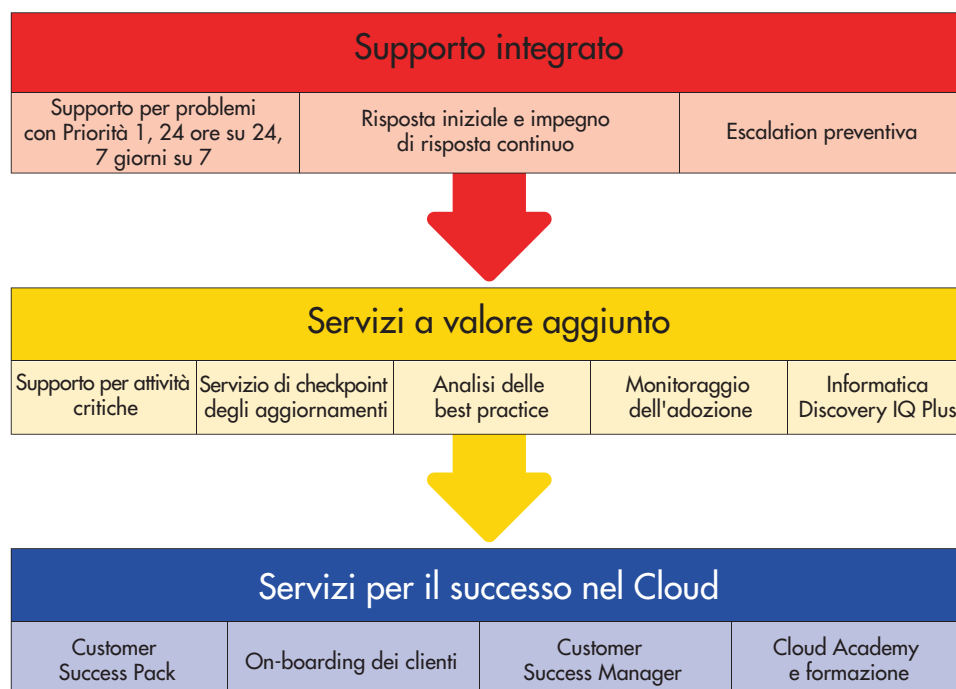 Supporto integrato
Supporto per problemi
con Priorità 1, 24 ore su 24,
7 giorni su 7
Risposta iniziale e impegno
di risposta continuo
Escalation preventiva
Servizi a valore aggiunto
Supporto per attività
critiche
Servizio di checkpoint
degli aggiornamenti
Analisi delle
best practice
Monitoraggio
dell'adozione
Informatica
Discovery IQ Plus
Servizi per il successo nel Cloud
Customer
Success Pack
On-boarding dei clienti
Customer
Success Manager
Cloud Academy
e formazione